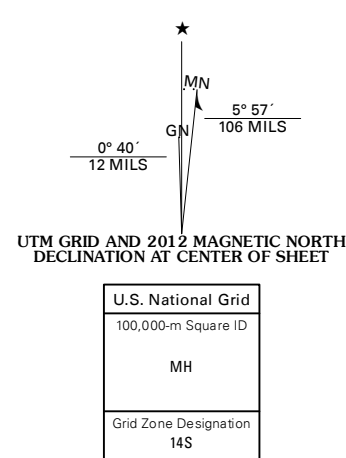 ★
MN
5° 57´
106 MILS
GN
0° 40´
12 MILS
UTM GRID AND 2012 MAGNETIC NORTH
DECLINATION AT CENTER OF SHEET
U.S. National Grid
100,000-m Square ID
MH
Grid Zone Designation
14S